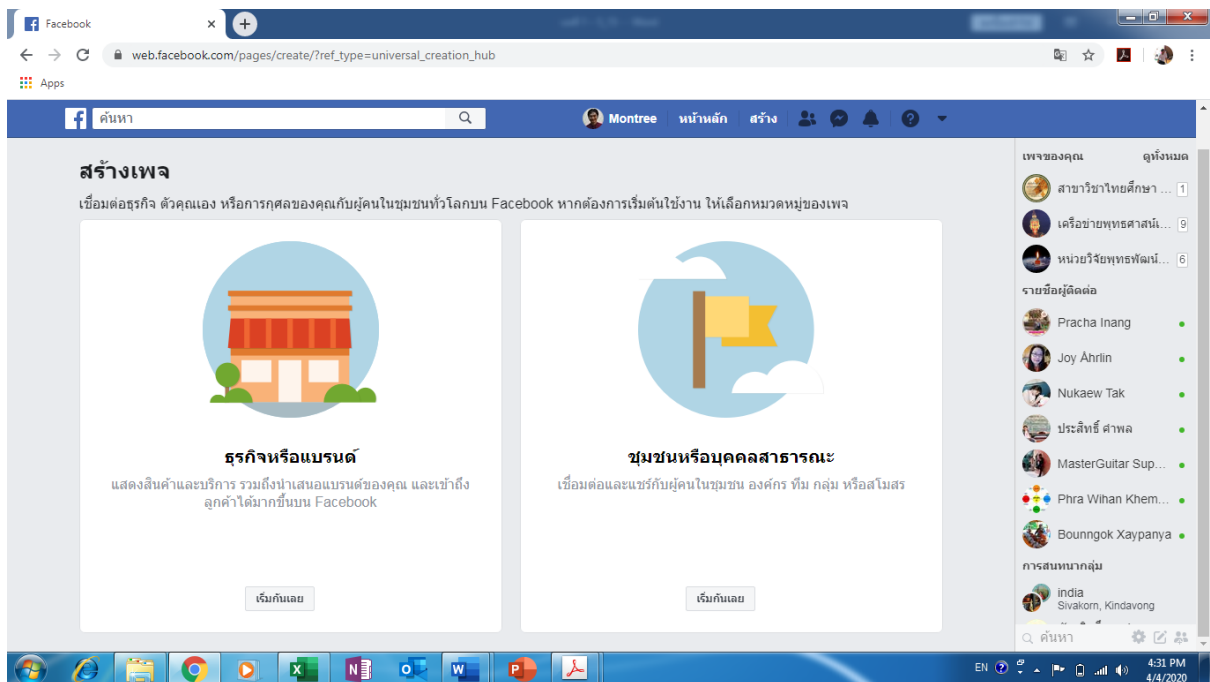 Facebook
web.facebook.com/pages/create/?ref_type=universal_creation_hub
Apps
ค้นหา
Montree
หน้าหลัก
สร้าง
สร้างเพจ
เชื่อมต่อธุรกิจ ตัวคุณเอง หรือการกุศลของคุณกับผู้คนในชุมชนทั่วโลกบน Facebook หากต้องการเริ่มต้นใช้งาน ให้เลือกหมวดหมู่ของเพจ
ธุรกิจหรือแบรนด์
แสดงสินค้าและบริการ รวมถึงนำเสนอแบรนด์ของคุณ และเข้าถึง
ลูกค้าได้มากขึ้นบน Facebook
เริ่มกันเลย
ชุมชนหรือบุคคลสาธารณะ
เชื่อมต่อและแชร์กับผู้คนในชุมชน องค์กร ทีม กลุ่ม หรือสโมสร
เริ่มกันเลย
เพจของคุณ ดูทั้งหมด
สาขาวิชาไทยศึกษา ... 1
เครือข่ายพุทธศาสน์เ... 9
หน่วยวิจัยพุทธพัฒน์... 6
รายชื่อผู้ติดต่อ
Pracha Inang
Joy Åhrlin
Nukaew Tak
ประสิทธิ์ ศาพล
MasterGuitar Sup...
Phra Wihan Khem...
Bounngok Xaypanya
การสนทนากลุ่ม
india
Sivakorn, Kindavong
ค้นหา
EN
4:31 PM
4/4/2020